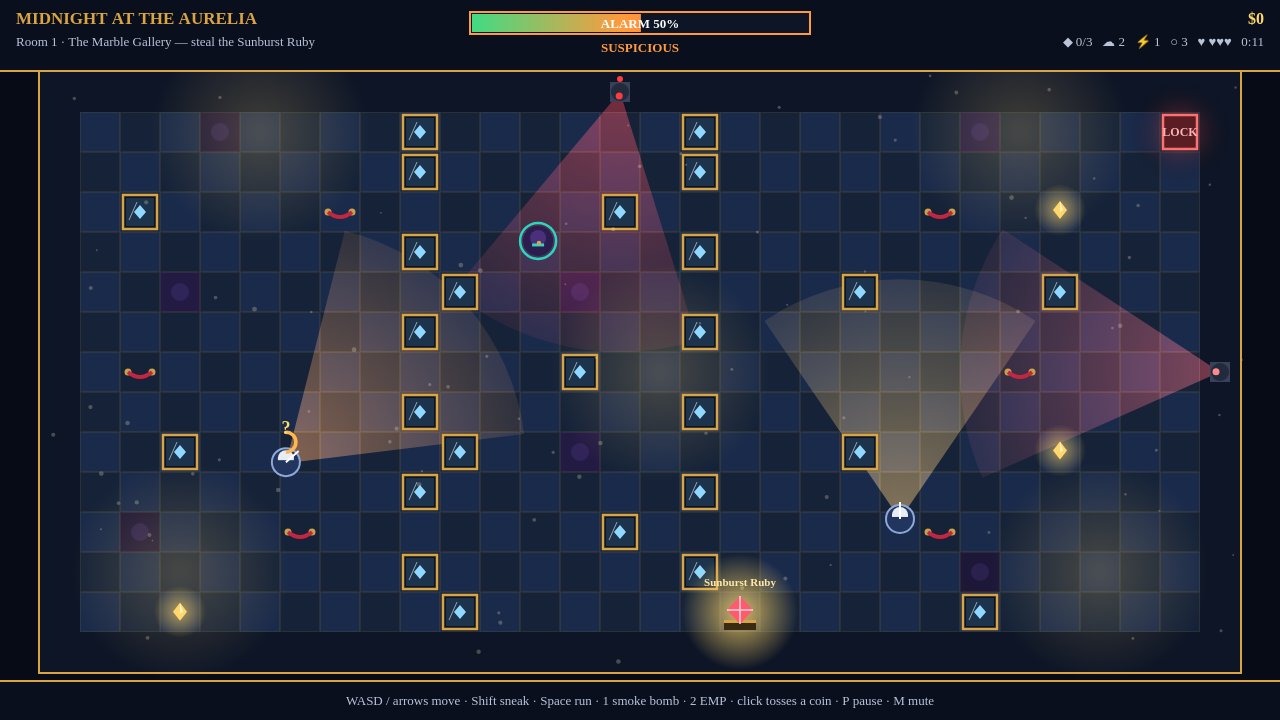 MIDNIGHT AT THE AURELIA
Room 1 · The Marble Gallery — steal the Sunburst Ruby
ALARM 50%
SUSPICIOUS
$0
◆ 0/3 ☁ 2 ⚡ 1 ○ 3 ♥ ♥♥♥ 0:11
LOCK
?
Sunburst Ruby
WASD / arrows move · Shift sneak · Space run · 1 smoke bomb · 2 EMP · click tosses a coin · P pause · M mute